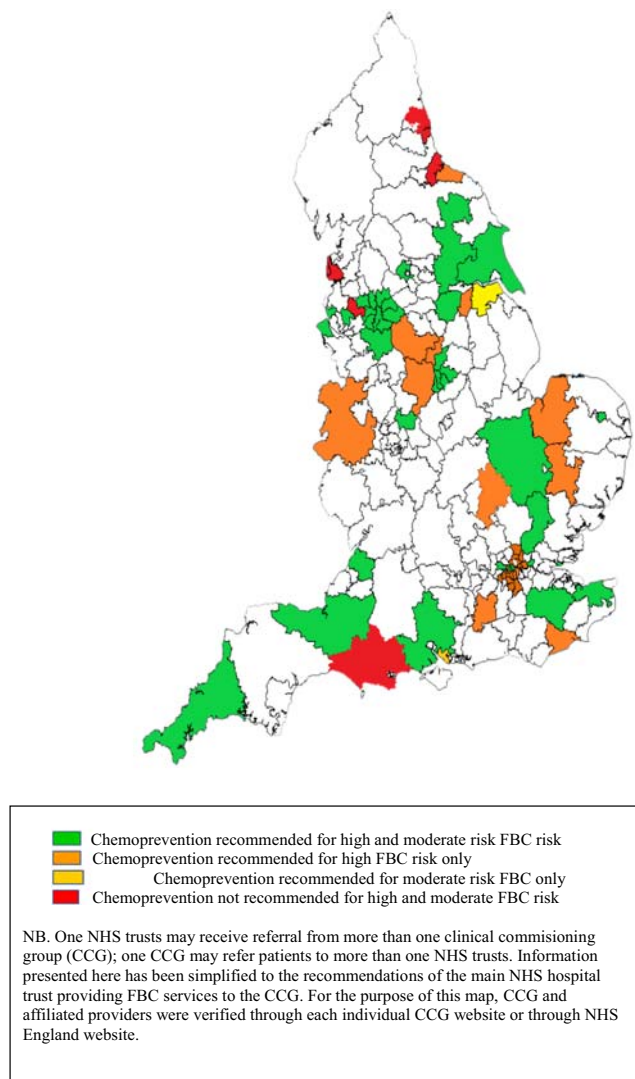 Chemoprevention recommended for high and moderate risk FBC risk
Chemoprevention recommended for high FBC risk only
Chemoprevention recommended for moderate risk FBC only
Chemoprevention not recommended for high and moderate FBC risk
NB. One NHS trusts may receive referral from more than one clinical commisioning
group (CCG); one CCG may refer patients to more than one NHS trusts. Information
presented here has been simplified to the recommendations of the main NHS hospital
trust providing FBC services to the CCG. For the purpose of this map, CCG and
affiliated providers were verified through each individual CCG website or through NHS
England website.